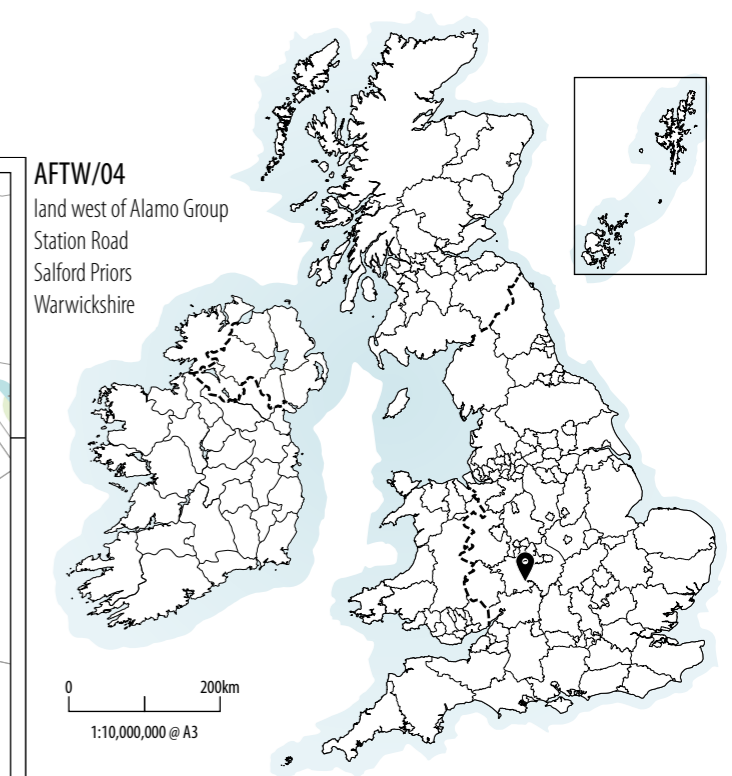 AFTW/04
land west of Alamo Group
Station Road
Salford Priors
Warwickshire
0 200km
1:10,000,000 @ A3